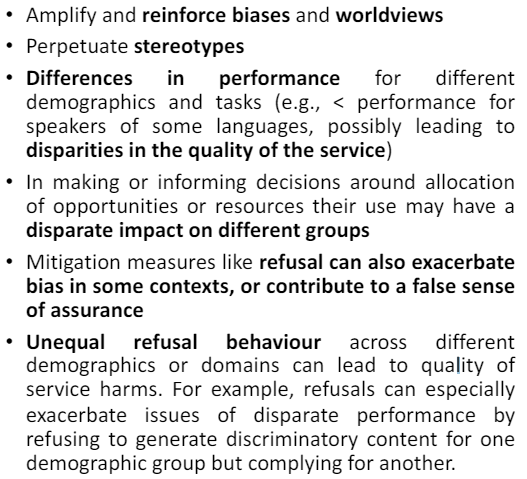 • Amplify and reinforce biases and worldviews
• Perpetuate stereotypes
• Differences in performance for different
demographics and tasks (e.g., < performance for
speakers of some languages, possibly leading to
disparities in the quality of the service)
• In making or informing decisions around allocation
of opportunities or resources their use may have a
disparate impact on different groups
• Mitigation measures like refusal can also exacerbate
bias in some contexts, or contribute to a false sense
of assurance
• Unequal refusal behaviour across different
demographics or domains can lead to quality of
service harms. For example, refusals can especially
exacerbate issues of disparate performance by
refusing to generate discriminatory content for one
demographic group but complying for another.